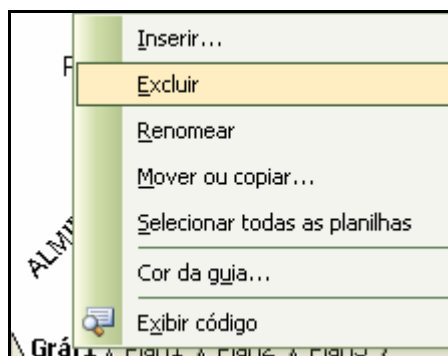 Inserir...
Excluir
Renomear
Mover ou copiar...
Selecionar todas as planilhas
Cor da guia...
Exibir código